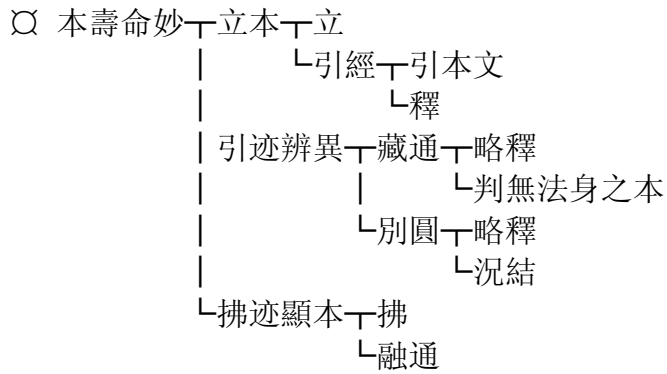 ¤ 本壽命妙┬立本┬立
│ └引經┬引本文
│ └釋
│引迹辨異┬藏通┬略釋
│ │ └判無法身之本
│ └別圓┬略釋
│ └況結
└拂迹顯本┬拂
└融通